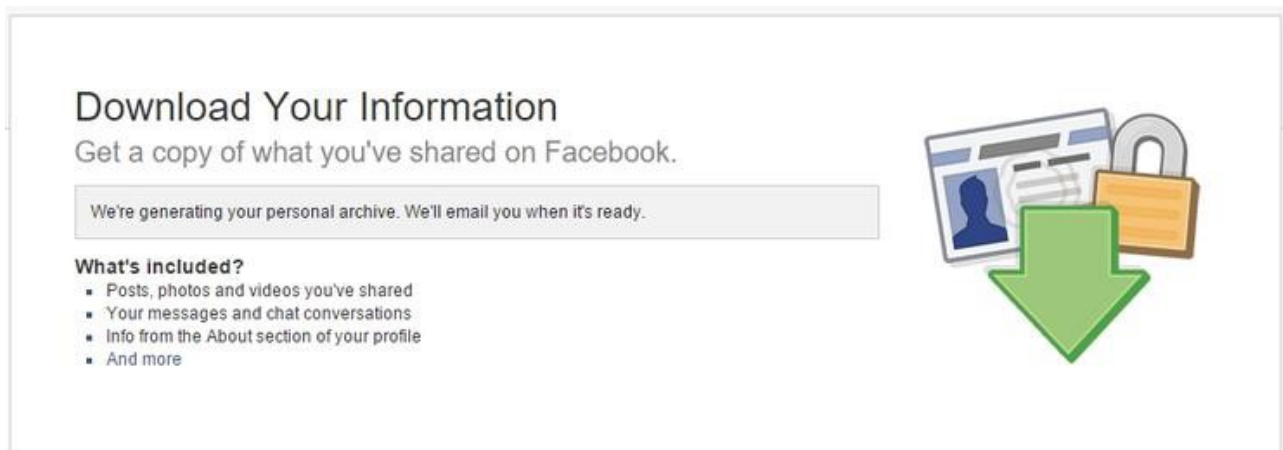 Download Your Information
Get a copy of what you've shared on Facebook.
We're generating your personal archive. We'll email you when it's ready.
What's included?
Posts, photos and videos you've shared
Your messages and chat conversations
Info from the About section of your profile
And more